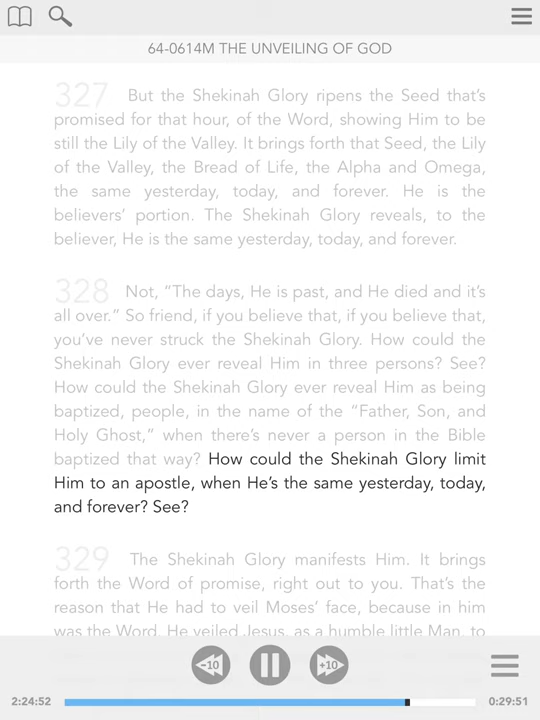 64-0614M THE UNVEILING OF GOD
327 But the Shekinah Glory ripens the Seed that's
promised for that hour, of the Word, showing Him to be
still the Lily of the Valley. It brings forth that Seed, the Lily
of the Valley, the Bread of Life, the Alpha and Omega,
the same yesterday, today, and forever. He is the
believers' portion. The Shekinah Glory reveals, to the
believer, He is the same yesterday, today, and forever.
328 Not, “The days, He is past, and He died and it's
all over.” So friend, if you believe that, if you believe that,
you've never struck the Shekinah Glory. How could the
Shekinah Glory ever reveal Him in three persons? See?
How could the Shekinah Glory ever reveal Him as being
baptized, people, in the name of the “Father, Son, and
Holy Ghost,” when there's never a person in the Bible
baptized that way? How could the Shekinah Glory limit
Him to an apostle, when He's the same yesterday, today,
and forever? See?
329 The Shekinah Glory manifests Him. It brings
forth the Word of promise, right out to you. That's the
reason that He had to veil Moses' face, because in him
was the Word. He veiled Jesus, as a humble little Man, to
-10 +10
2:24:52 0:29:51